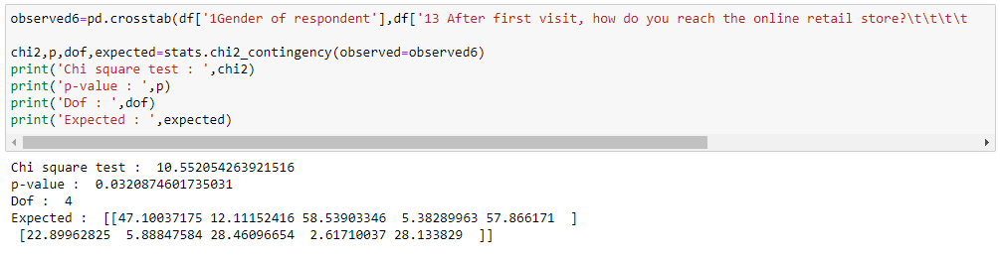 observed6=pd.crosstab(df['1Gender of respondent'],df['13 After first visit, how do you reach the online retail store?\t\t\t\t
chi2,p,dof,expected=stats.chi2_contingency(observed=observed6)
print('Chi square test : ',chi2)
print('p-value : ',p)
print('Dof : ',dof)
print('Expected : ',expected)
Chi square test :  10.552054263921516
p-value :  0.0320874601735031
Dof :  4
Expected :  [[47.10037175 12.11152416 58.53903346  5.38289963 57.866171  ]
 [22.89962825  5.88847584 28.46096654  2.61710037 28.133829  ]]